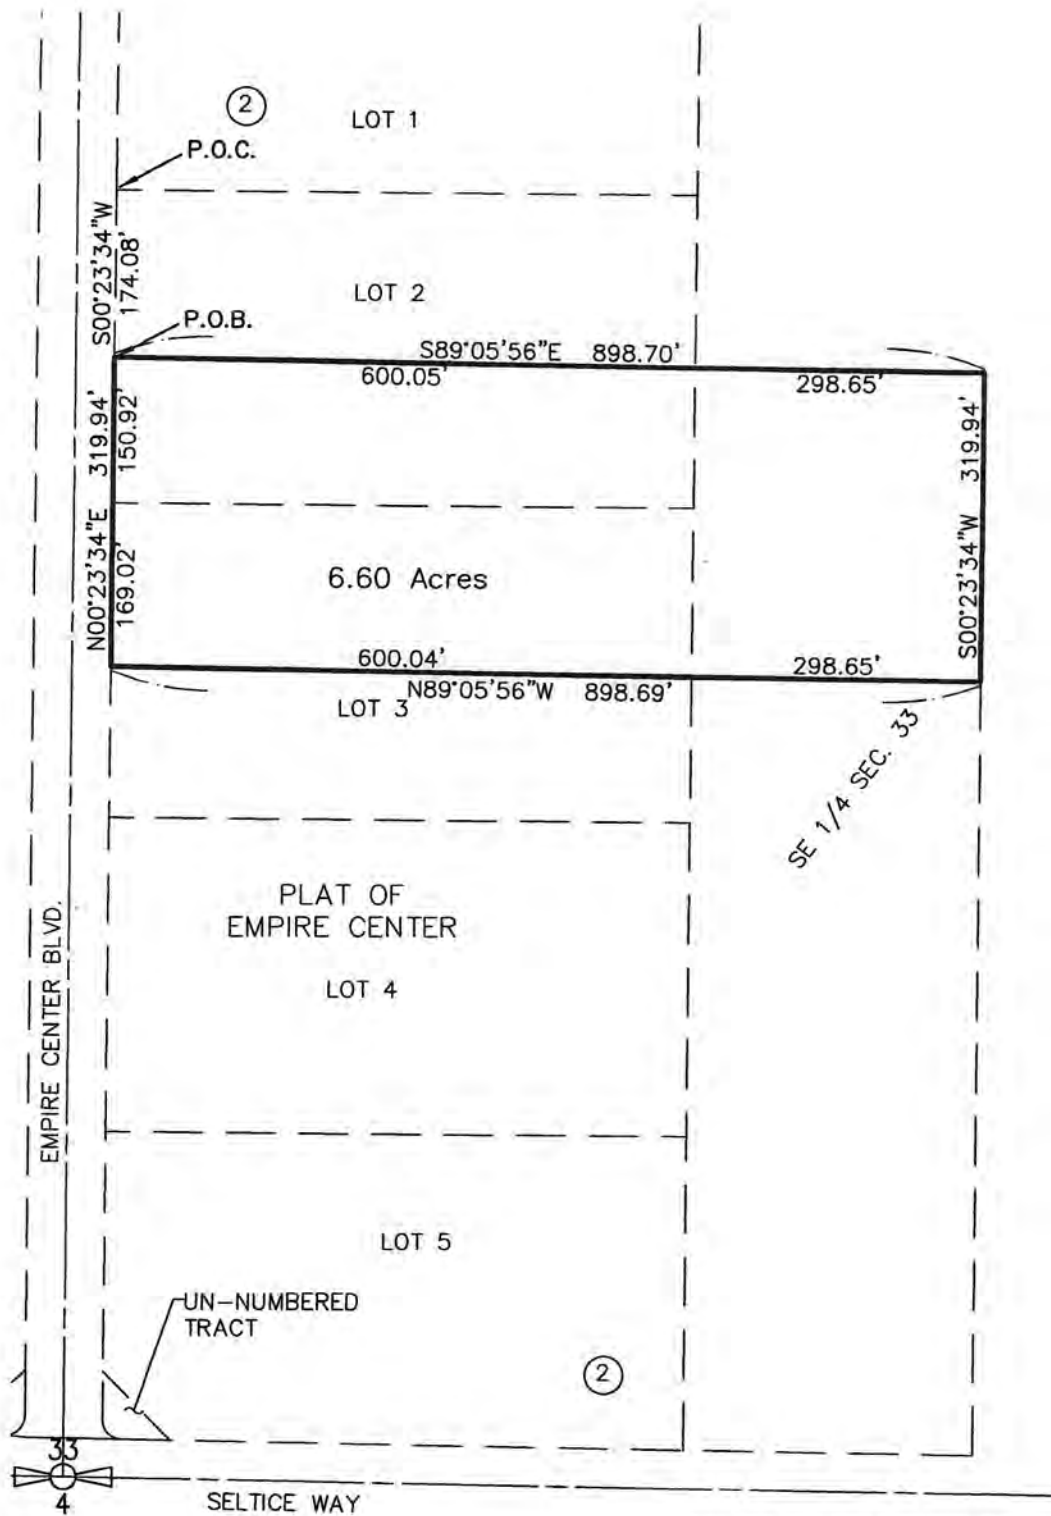 2
LOT 1
P.O.C.
S00°23'34"W
174.08'
LOT 2
P.O.B.
S89°05'56"E 898.70'
600.05'
298.65'
N00°23'34"E 319.94'
169.02' 150.92'
S00°23'34"W 319.94'
6.60 Acres
600.04'
298.65'
N89°05'56"W 898.69'
LOT 3
SE 1/4 SEC. 33
PLAT OF
EMPIRE CENTER
LOT 4
EMPIRE CENTER BLVD.
LOT 5
UN-NUMBERED
TRACT
2
33
4
SELTICE WAY